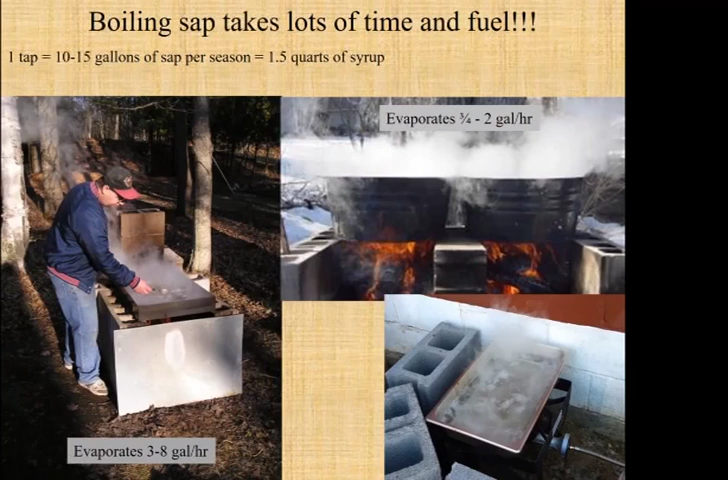 Boiling sap takes lots of time and fuel!!!
1 tap = 10-15 gallons of sap per season = 1.5 quarts of syrup
Evaporates ¾ - 2 gal/hr
Evaporates 3-8 gal/hr